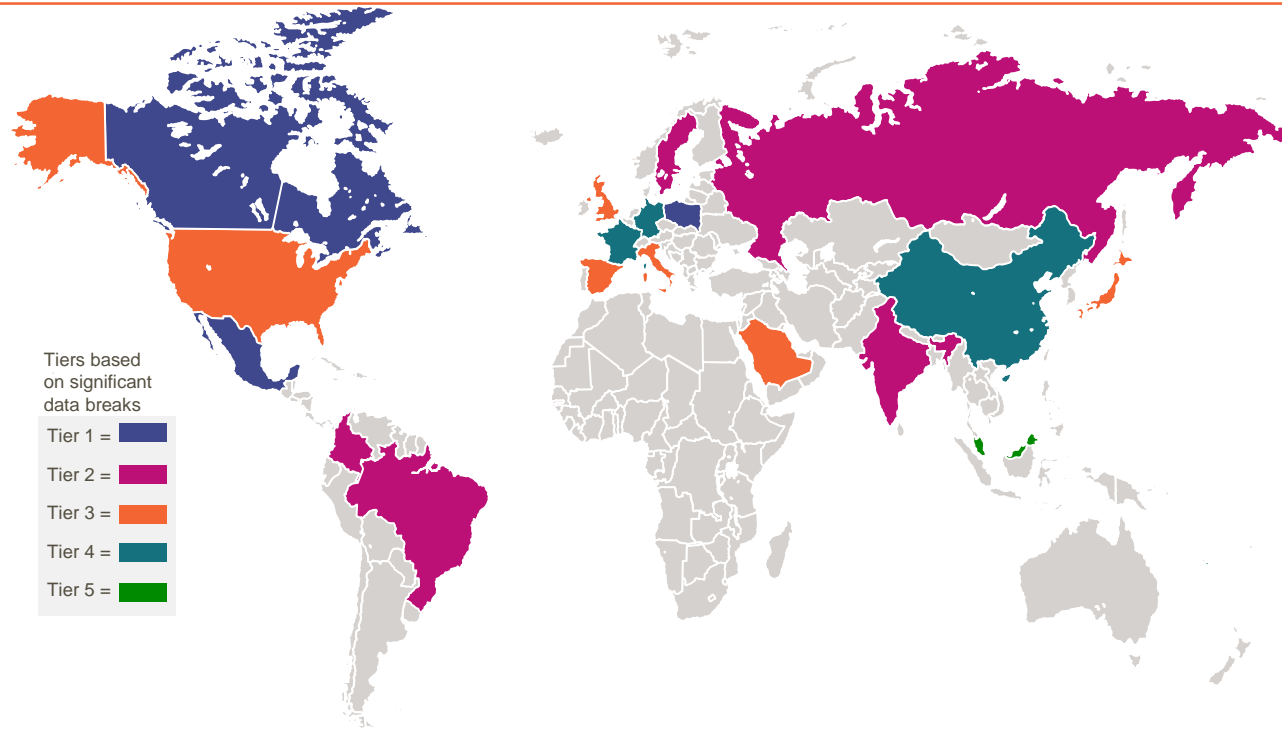 Tiers based
on significant
data breaks
Tier 1 =
Tier 2 =
Tier 3 =
Tier 4 =
Tier 5 =